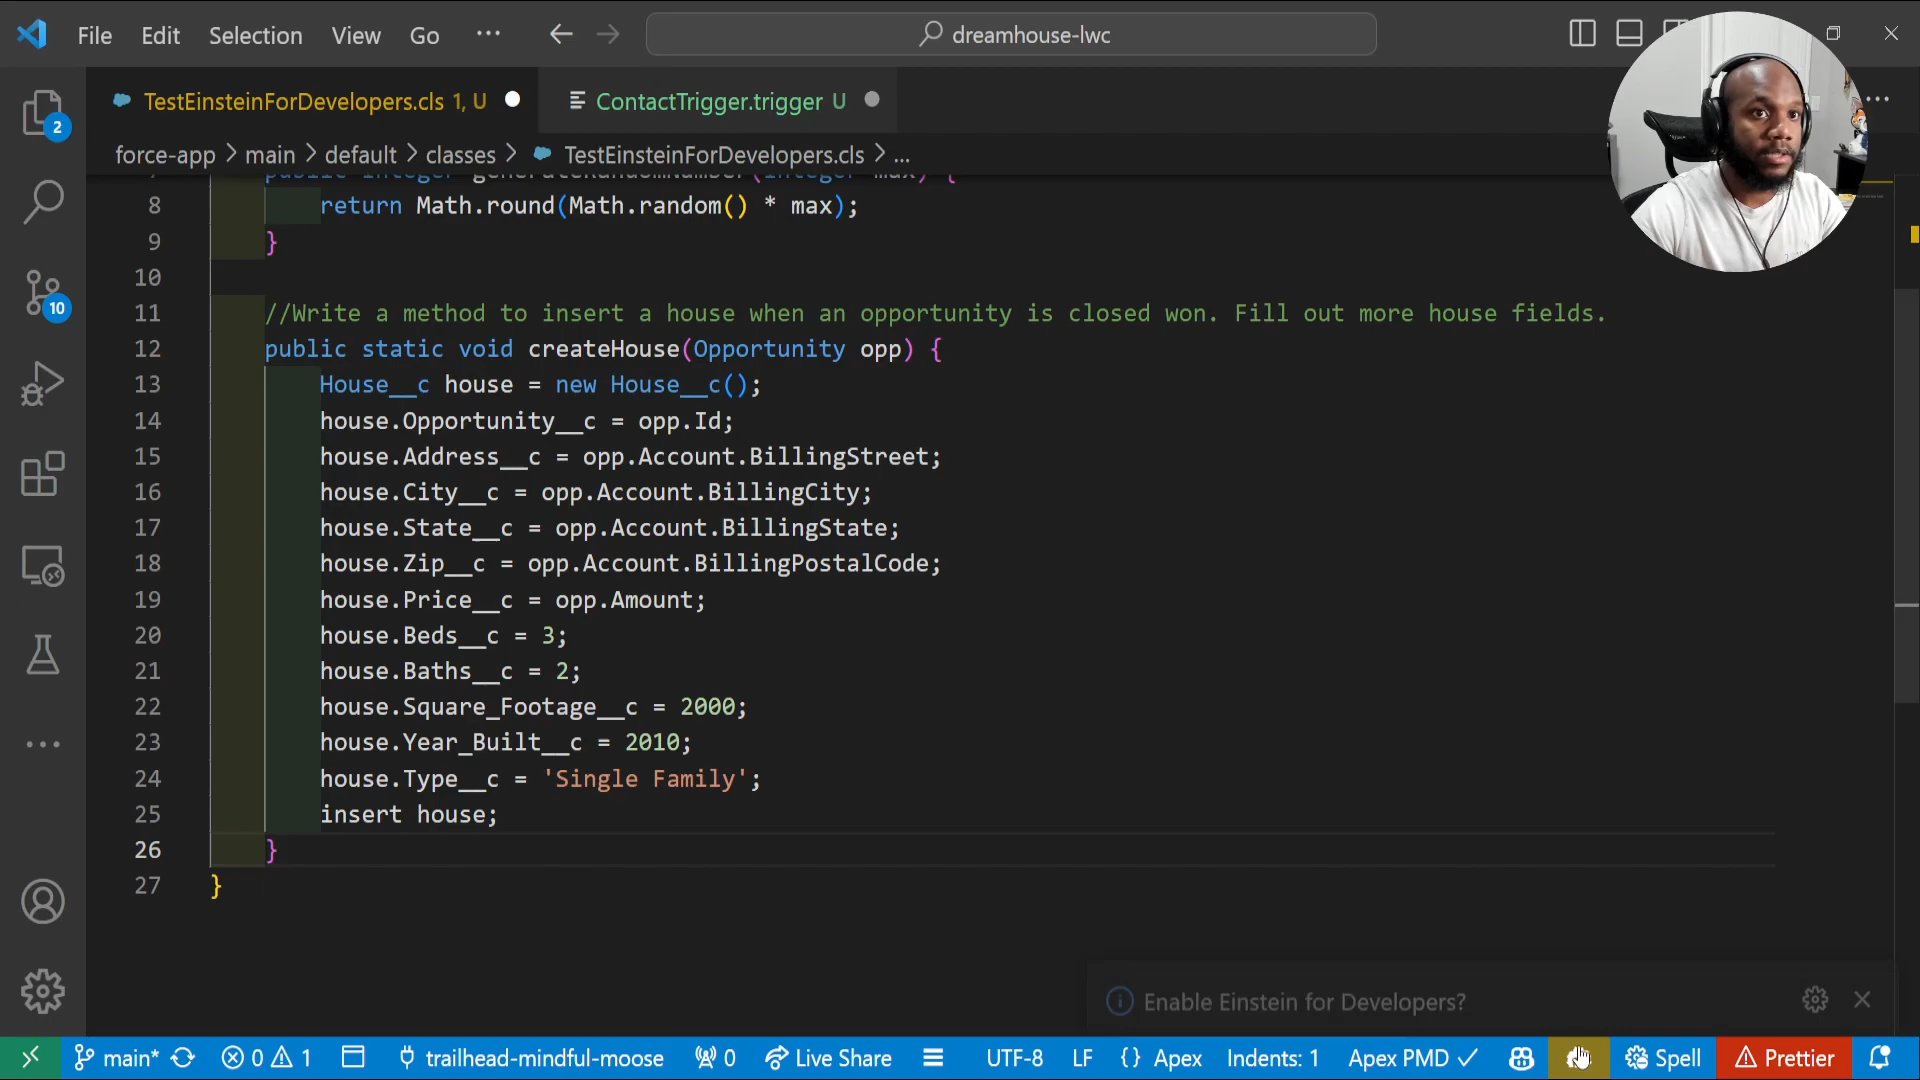 File Edit Selection View Go ... dreamhouse-lwc
TestEinsteinForDevelopers.cls 1, U ContactTrigger.trigger U
force-app > main > default > classes > TestEinsteinForDevelopers.cls > ...
public integer generateRandomNumber(integer max) {
8 return Math.round(Math.random() * max);
9 }
10
11 //Write a method to insert a house when an opportunity is closed won. Fill out more house fields.
12 public static void createHouse(Opportunity opp) {
13 House__c house = new House__c();
14 house.Opportunity__c = opp.Id;
15 house.Address__c = opp.Account.BillingStreet;
16 house.City__c = opp.Account.BillingCity;
17 house.State__c = opp.Account.BillingState;
18 house.Zip__c = opp.Account.BillingPostalCode;
19 house.Price__c = opp.Amount;
20 house.Beds__c = 3;
21 house.Baths__c = 2;
22 house.Square_Footage__c = 2000;
23 house.Year_Built__c = 2010;
24 house.Type__c = 'Single Family';
25 insert house;
26 }
27 }
2
10
Enable Einstein for Developers?
main* 0 1 trailhead-mindful-moose 0 Live Share UTF-8 LF {} Apex Indents: 1 Apex PMD ✓ Spell Prettier